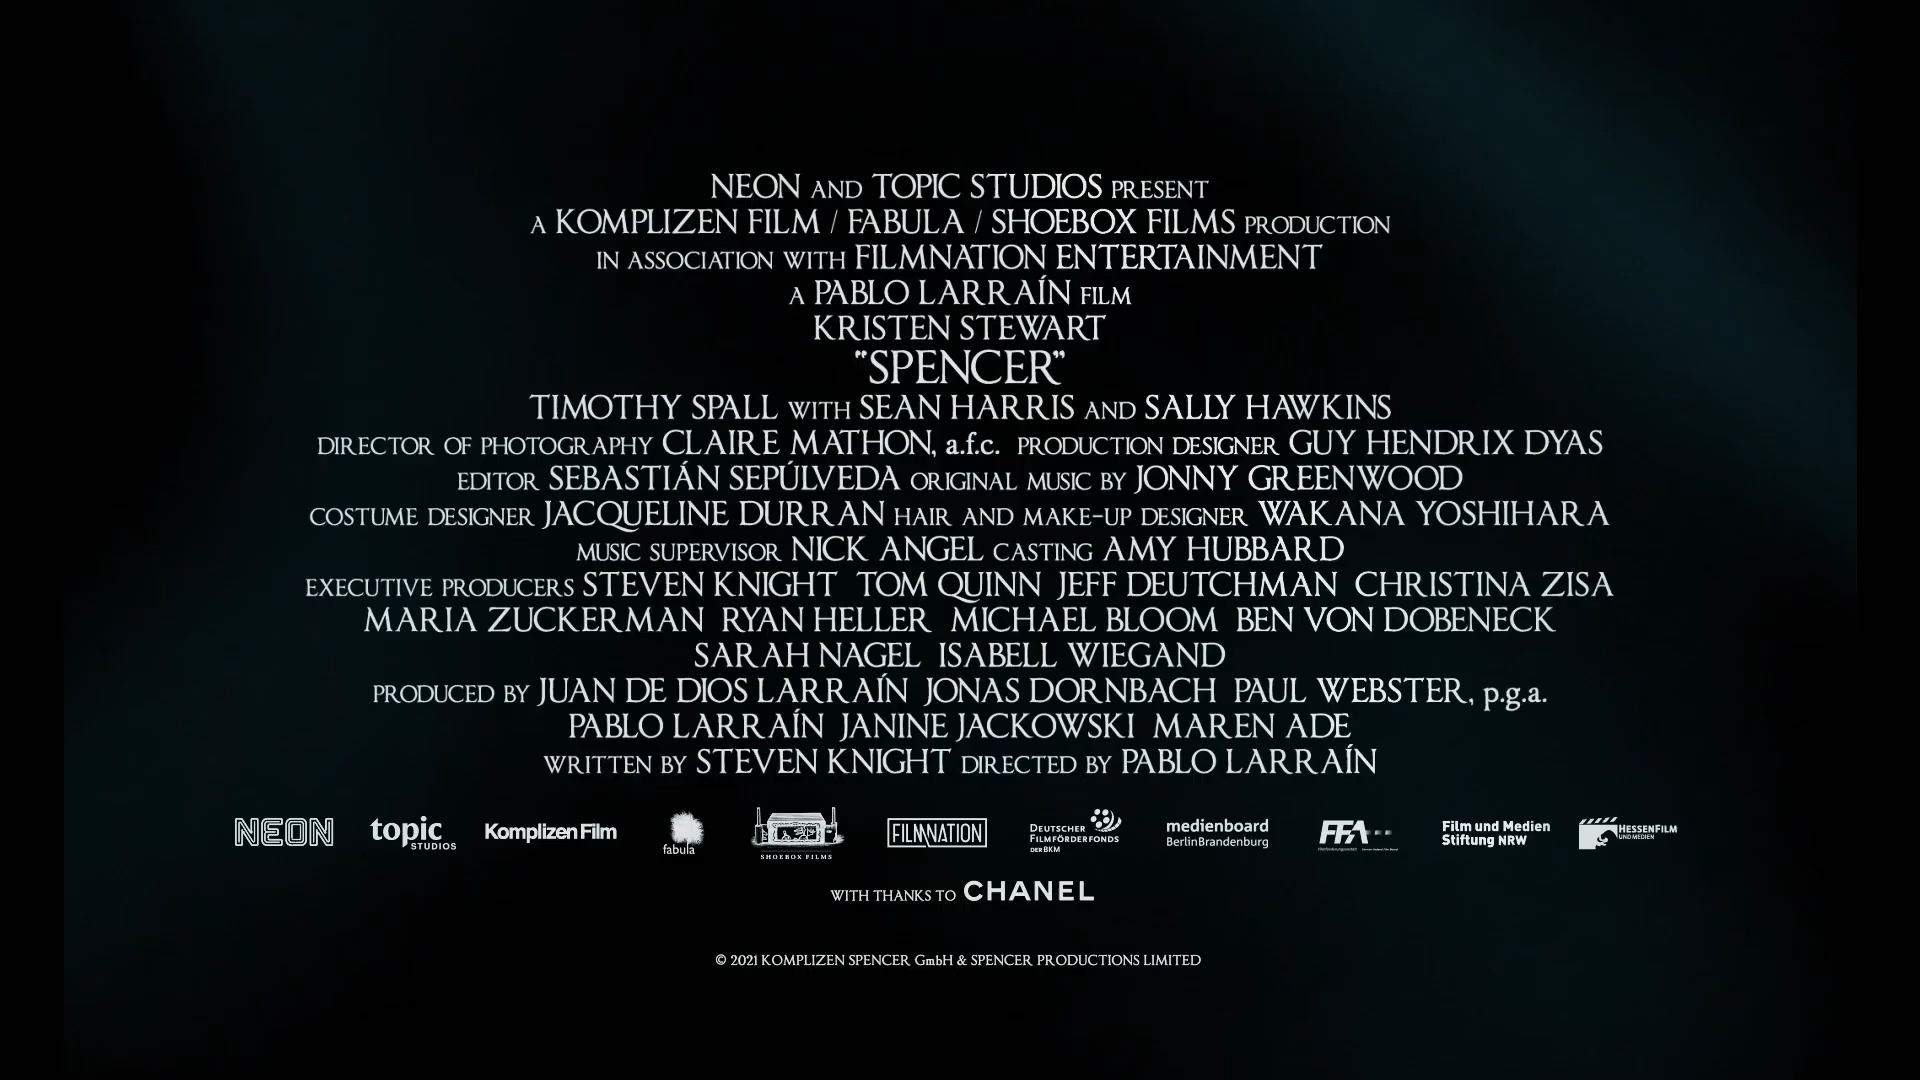 NEON AND TOPIC STUDIOS PRESENT
A KOMPLIZEN FILM / FABULA / SHOEBOX FILMS PRODUCTION
IN ASSOCIATION WITH FILMNATION ENTERTAINMENT
A PABLO LARRAÍN FILM
KRISTEN STEWART
"SPENCER"
TIMOTHY SPALL WITH SEAN HARRIS AND SALLY HAWKINS
DIRECTOR OF PHOTOGRAPHY CLAIRE MATHON, a.f.c. PRODUCTION DESIGNER GUY HENDRIX DYAS
EDITOR SEBASTIÁN SEPÚLVEDA ORIGINAL MUSIC BY JONNY GREENWOOD
COSTUME DESIGNER JACQUELINE DURRAN HAIR AND MAKE-UP DESIGNER WAKANA YOSHIHARA
MUSIC SUPERVISOR NICK ANGEL CASTING AMY HUBBARD
EXECUTIVE PRODUCERS STEVEN KNIGHT TOM QUINN JEFF DEUTCHMAN CHRISTINA ZISA
MARIA ZUCKERMAN RYAN HELLER MICHAEL BLOOM BEN VON DOBENECK
SARAH NAGEL ISABELL WIEGAND
PRODUCED BY JUAN DE DIOS LARRAÍN JONAS DORNBACH PAUL WEBSTER, p.g.a.
PABLO LARRAÍN JANINE JACKOWSKI MAREN ADE
WRITTEN BY STEVEN KNIGHT DIRECTED BY PABLO LARRAÍN
NEON
topic
STUDIOS
Komplizen Film
fabula
SHOEBOX FILMS
FILMNATION
DEUTSCHER
FILMFÖRDERFONDS
DER BKM
medienboard
BerlinBrandenburg
FFA
Film und Medien
Stiftung NRW
HESSENFILM
UND MEDIEN
WITH THANKS TO CHANEL
© 2021 KOMPLIZEN SPENCER GmbH & SPENCER PRODUCTIONS LIMITED